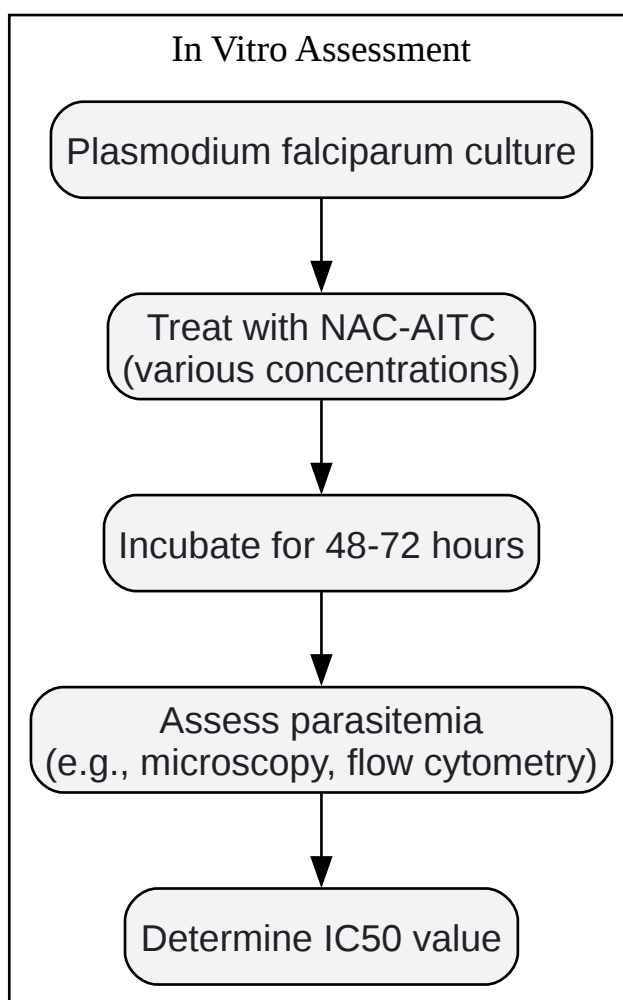 In Vitro Assessment
Plasmodium falciparum culture
Treat with NAC-AITC
(various concentrations)
Incubate for 48-72 hours
Assess parasitemia
(e.g., microscopy, flow cytometry)
Determine IC50 value